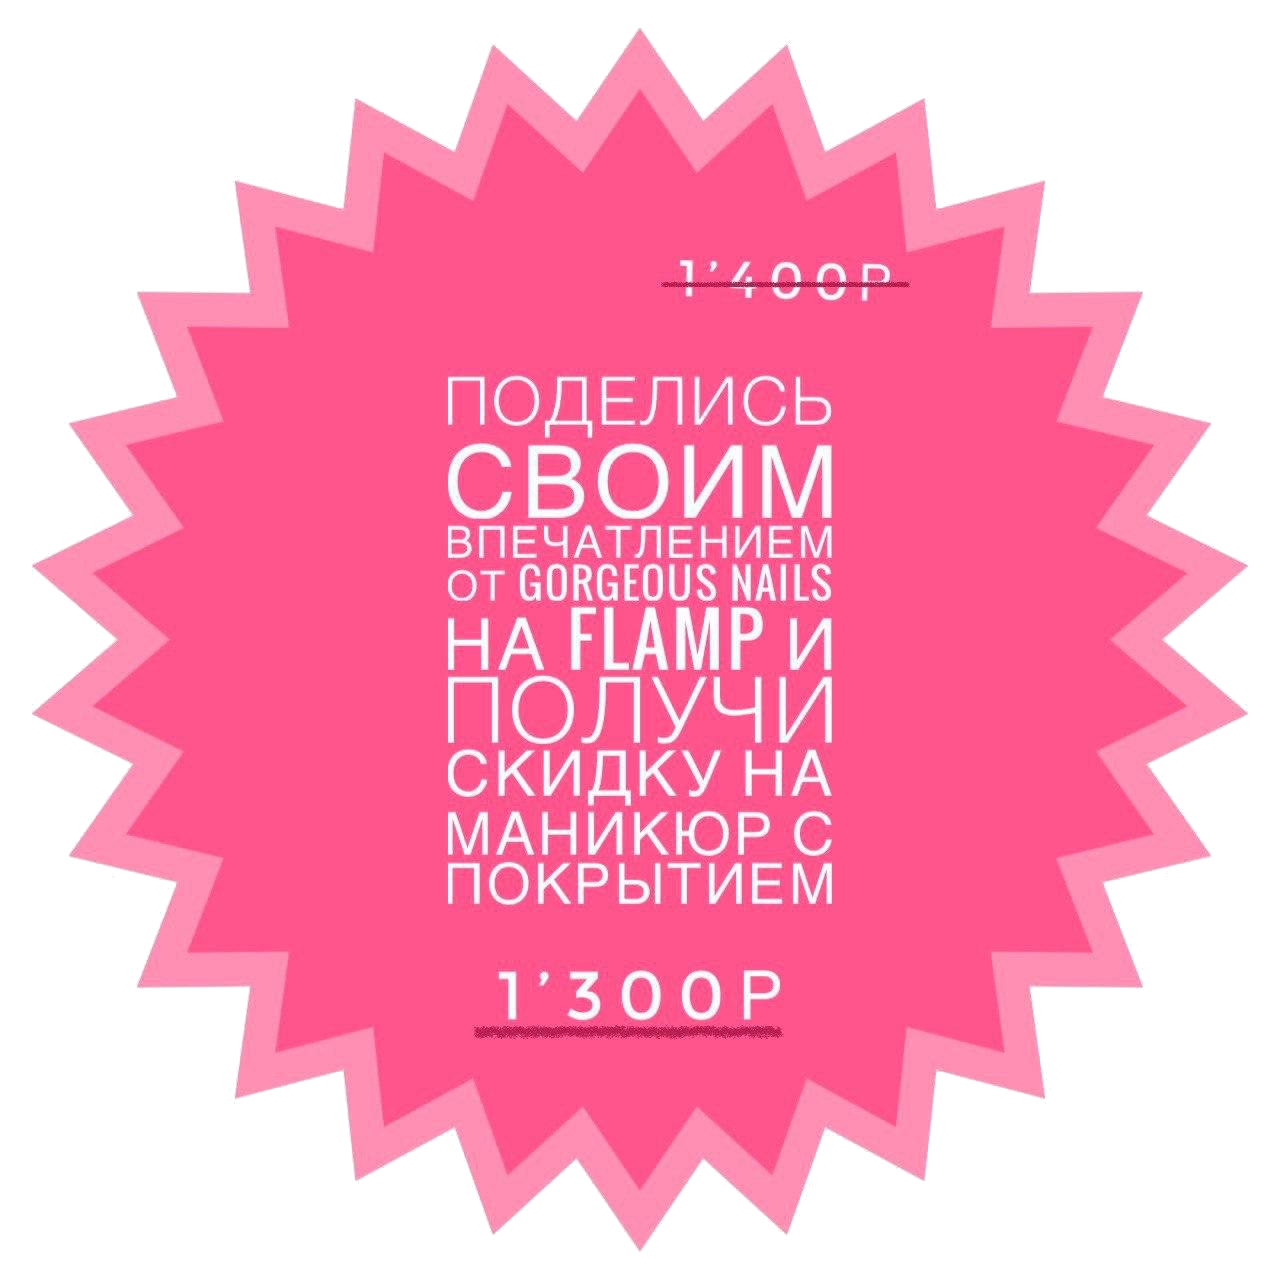 1'400Р
ПОДЕЛИСЬ
СВОИМ
ВПЕЧАТЛЕНИЕМ
ОТ GORGEOUS NAILS
НА FLAMP И
ПОЛУЧИ
СКИДКУ НА
МАНИКЮР С
ПОКРЫТИЕМ
1'300Р